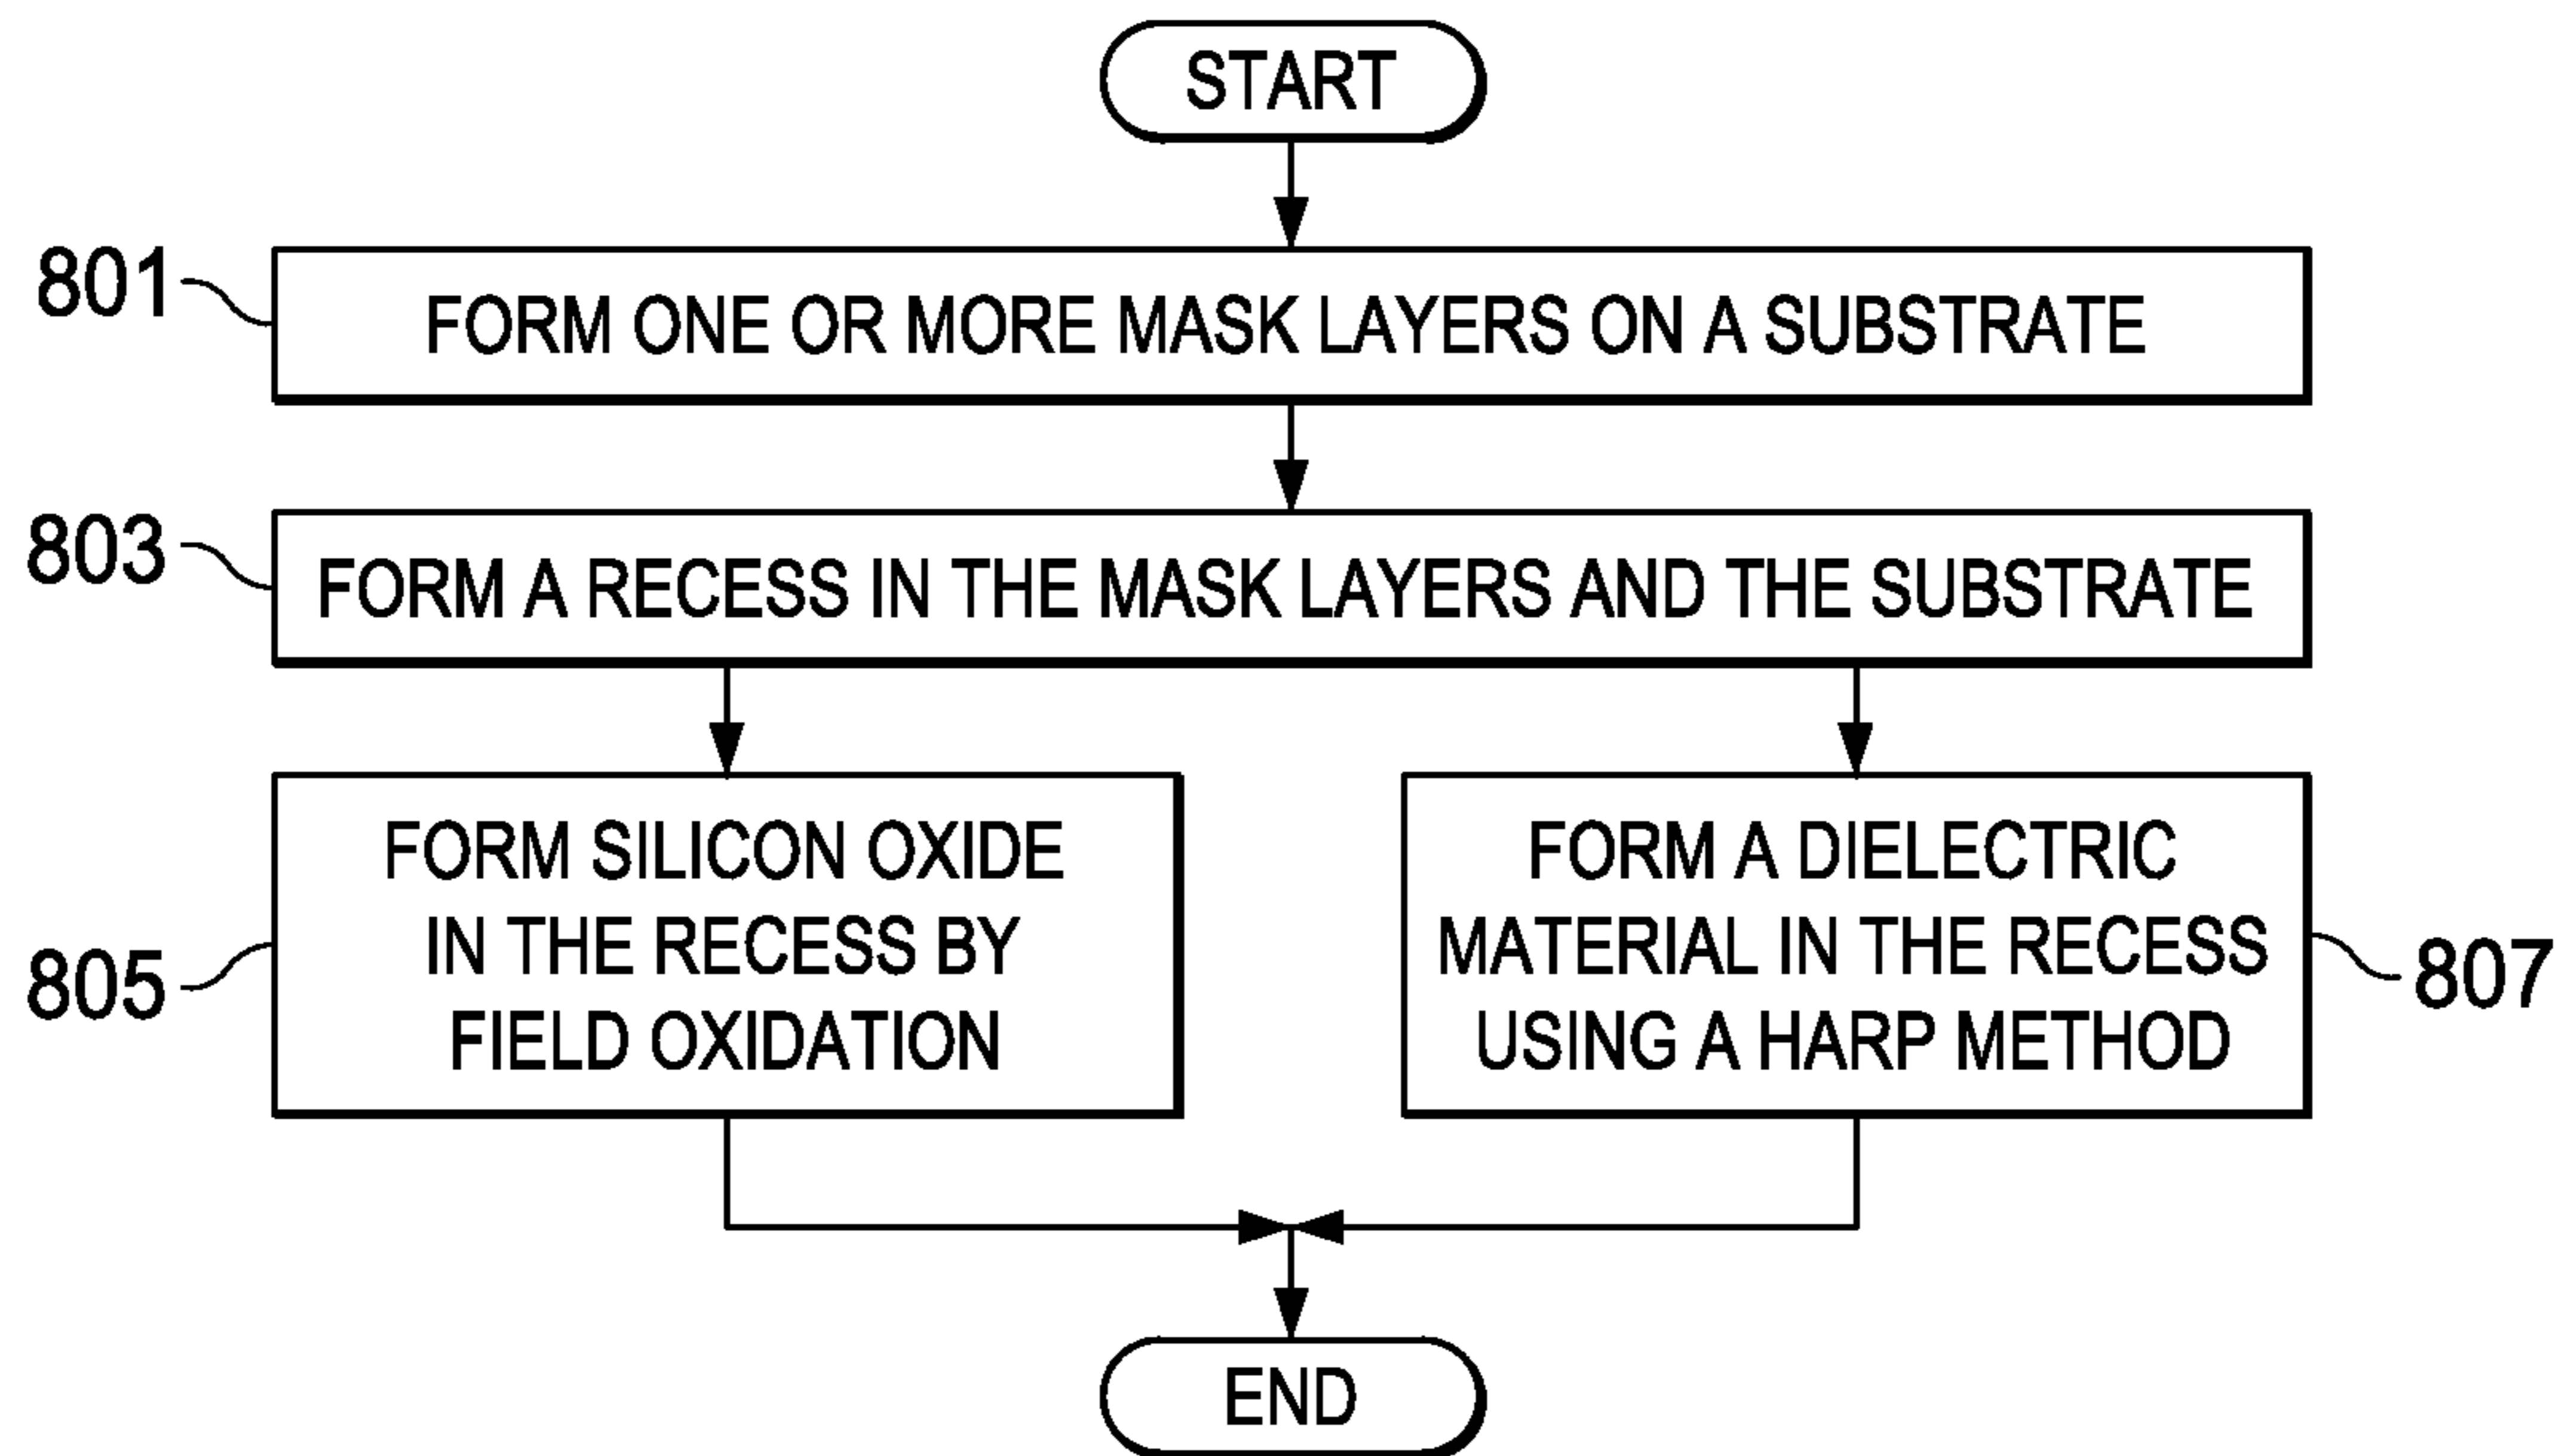 START
801
FORM ONE OR MORE MASK LAYERS ON A SUBSTRATE
803
FORM A RECESS IN THE MASK LAYERS AND THE SUBSTRATE
805
FORM SILICON OXIDE
IN THE RECESS BY
FIELD OXIDATION
FORM A DIELECTRIC
MATERIAL IN THE RECESS
USING A HARP METHOD
807
END